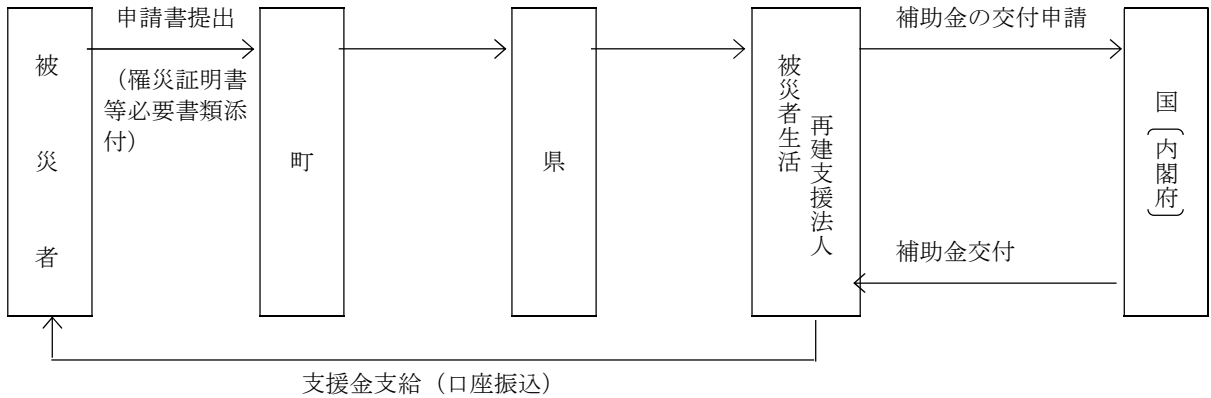 申請書提出
被災者
（罹災証明書
等必要書類添
付）
町
県
被災者生活
再建支援法人
補助金の交付申請
国〔内閣府〕
補助金交付
支援金支給（口座振込）